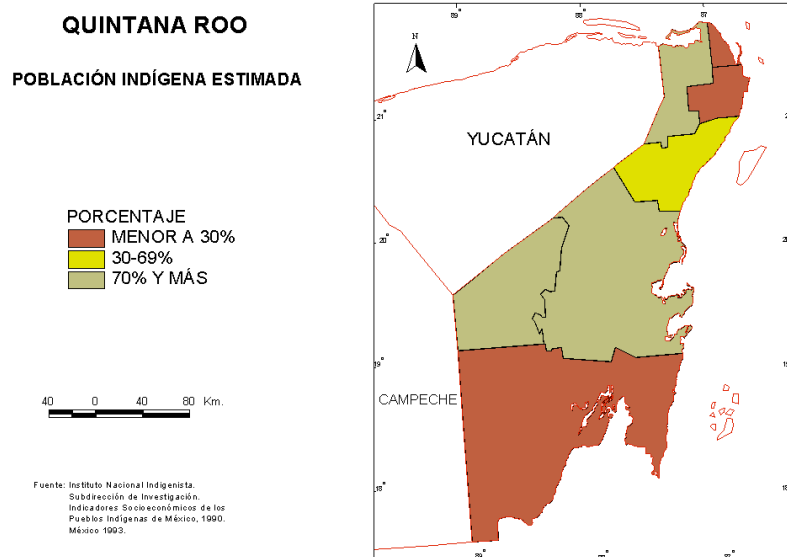 QUINTANA ROO
POBLACIÓN INDÍGENA ESTIMADA
PORCENTAJE
MENOR A 30%
30-69%
70% Y MÁS
40 0 40 80 Km.
Fuente: Instituto Nacional Indigenista.
Subdirección de Investigación.
Indicadores Socioeconómicos de los
Pueblos Indígenas de México, 1990.
México 1993.
89° 88 87
N
21°
YUCATÁN
20°
19°
CAMPECHE
18°